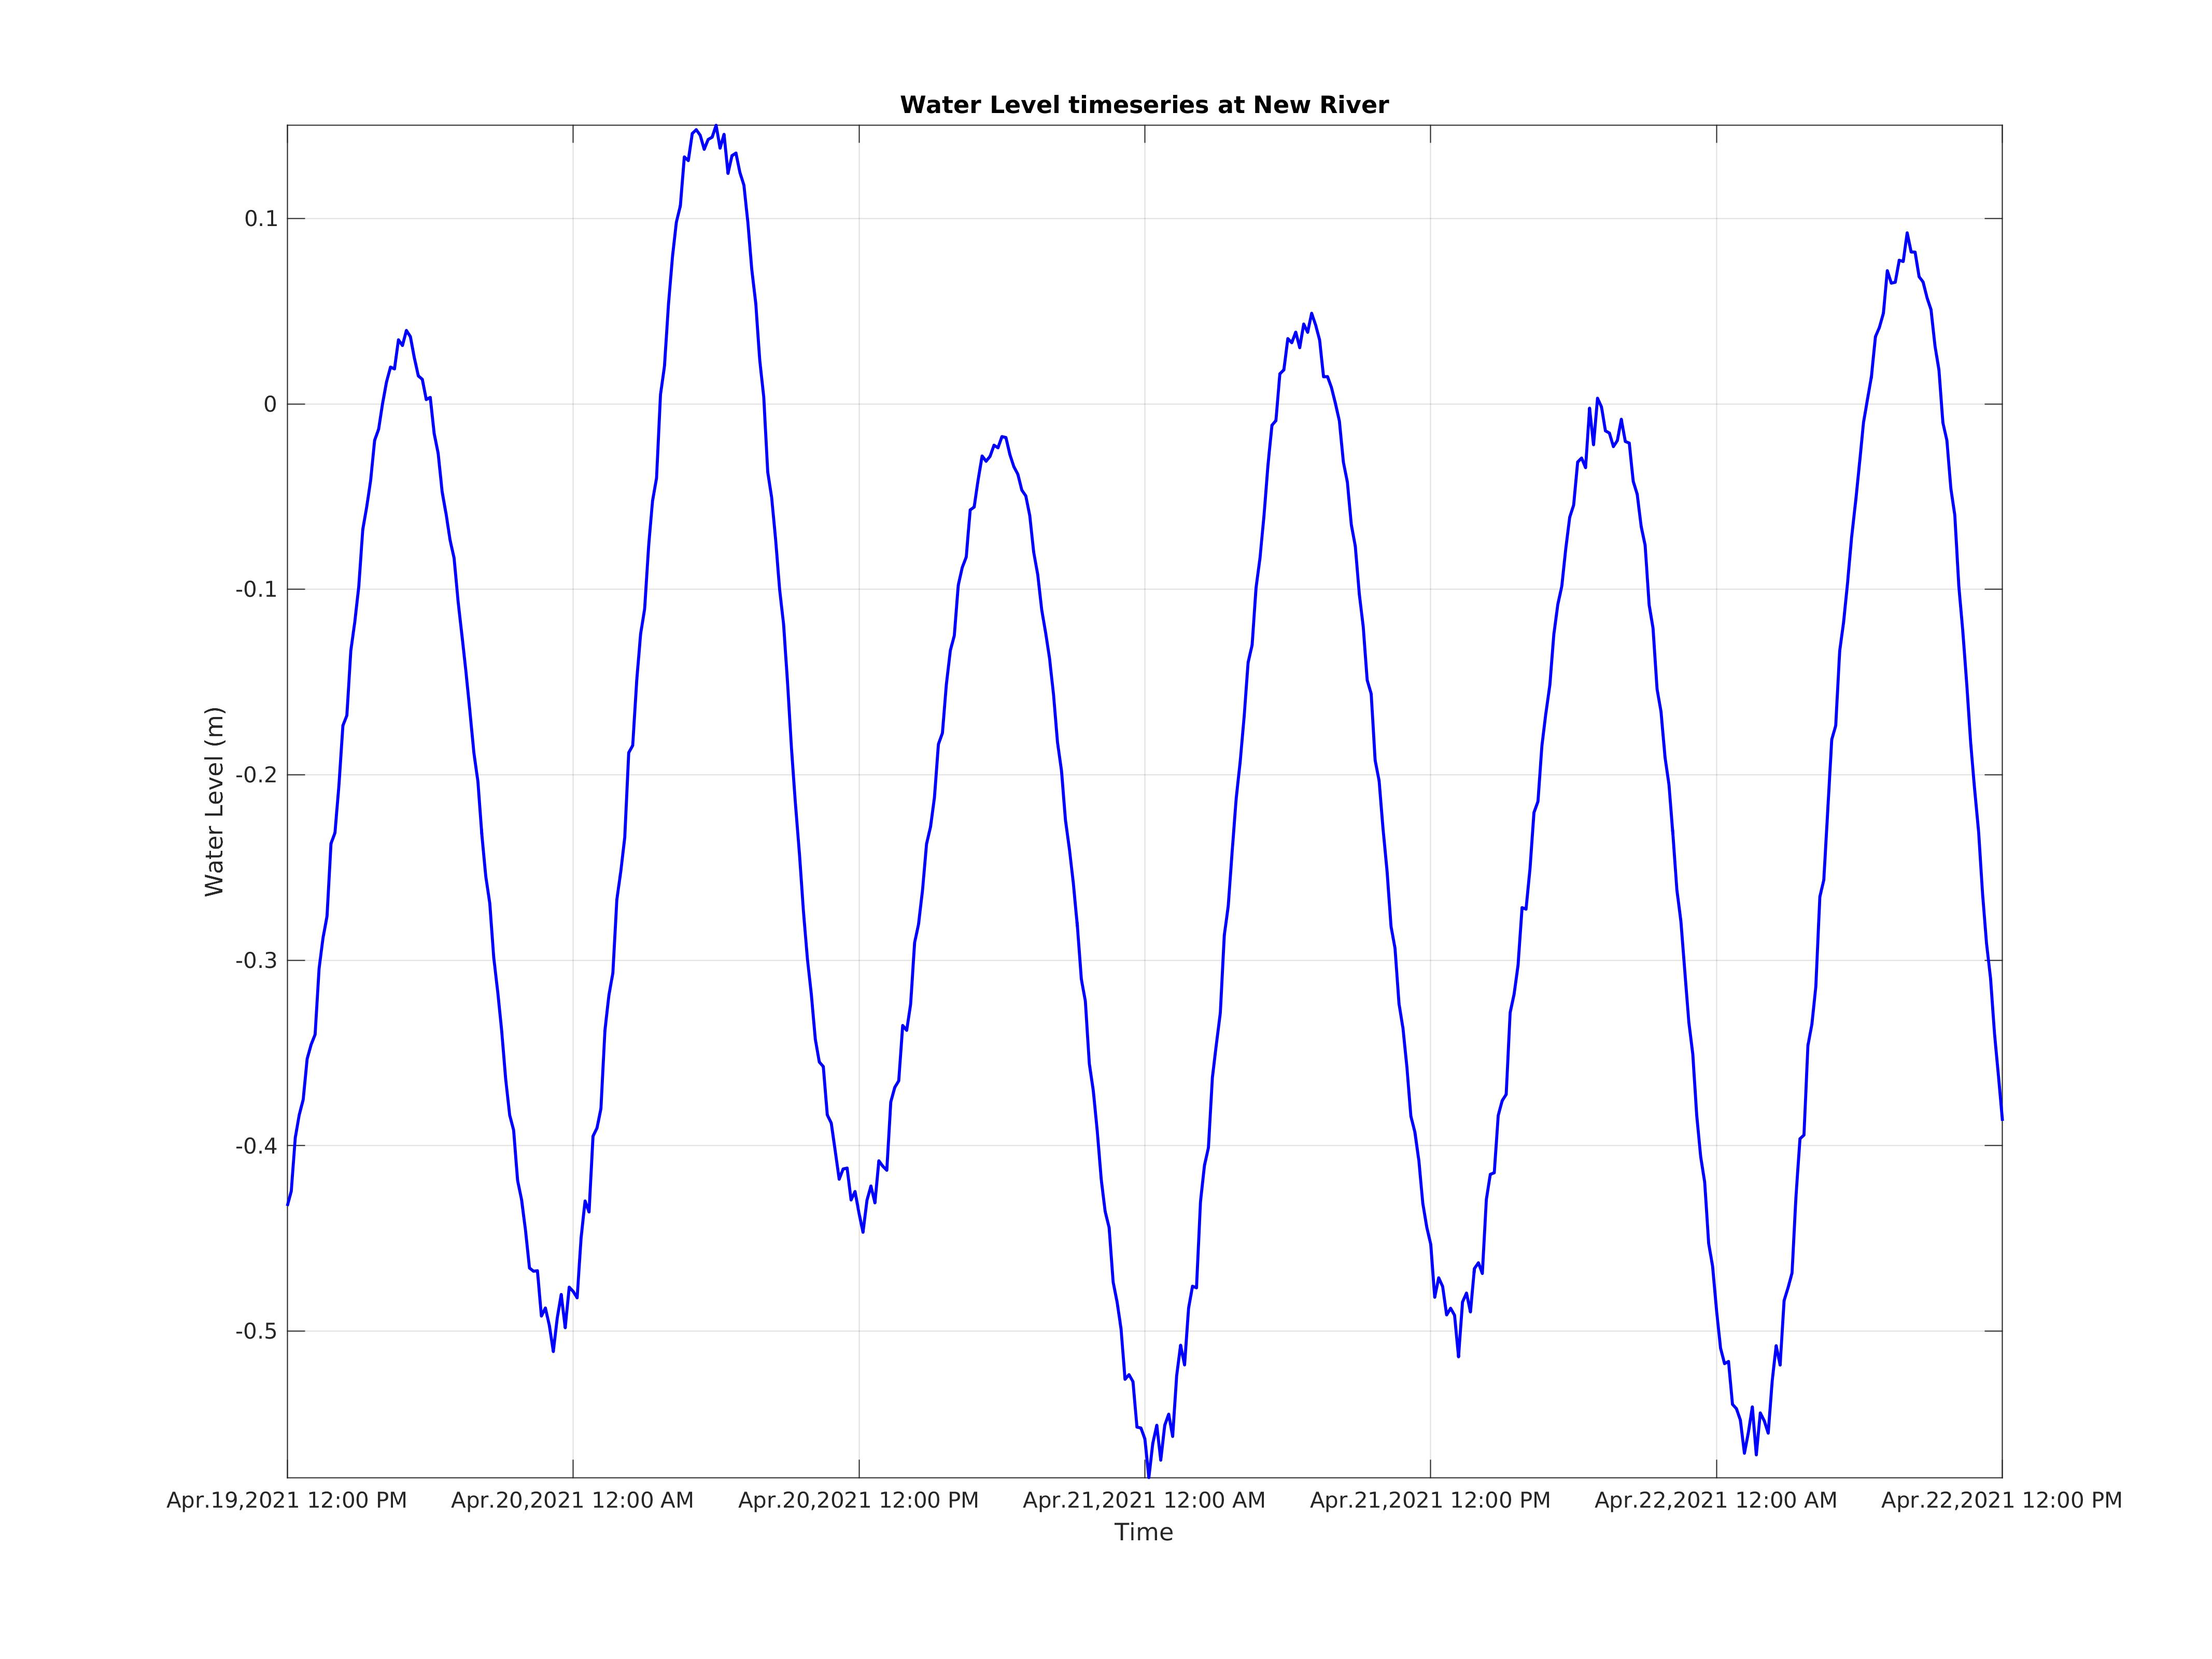 Water Level timeseries at New River
0.1
0
-0.1
-0.2
-0.3
-0.4
-0.5
Water Level (m)
Apr.19,2021 12:00 PM Apr.20,2021 12:00 AM Apr.20,2021 12:00 PM Apr.21,2021 12:00 AM Apr.21,2021 12:00 PM Apr.22,2021 12:00 AM Apr.22,2021 12:00 PM
Time